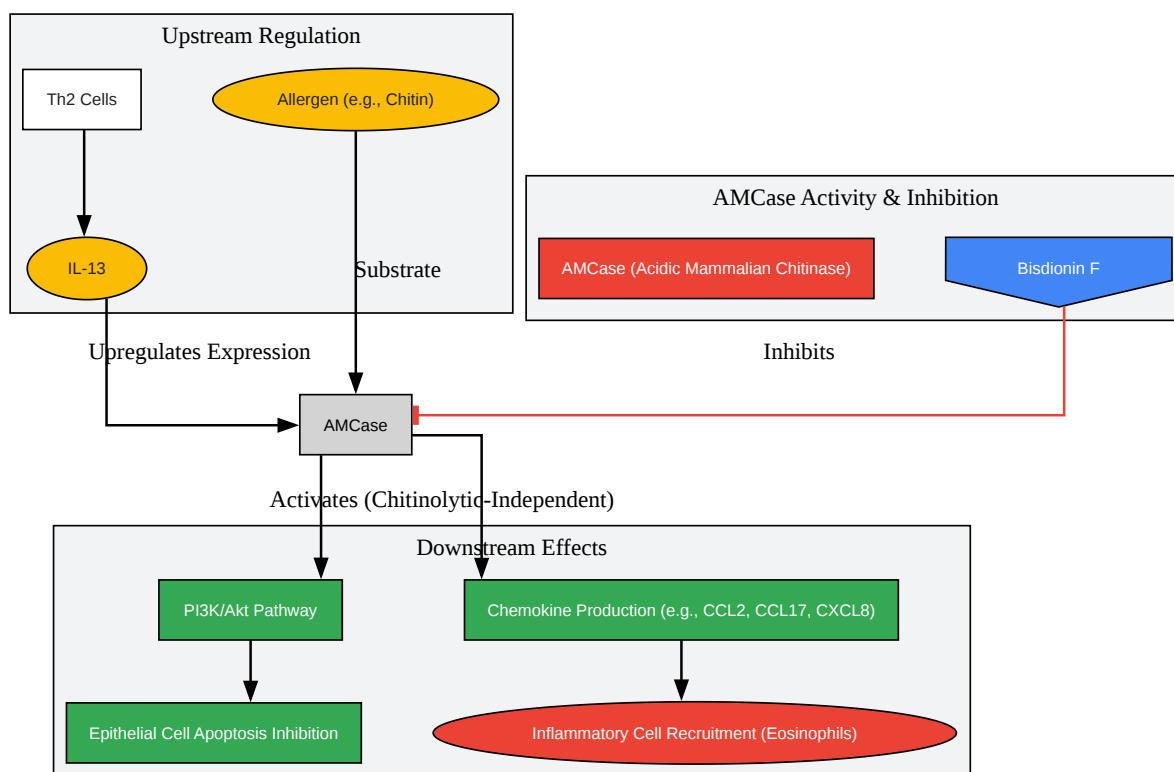 Upstream Regulation
Th2 Cells
Allergen (e.g., Chitin)
AMCase Activity & Inhibition
IL-13
Substrate
AMCase (Acidic Mammalian Chitinase)
Bisdionin F
Upregulates Expression
Inhibits
AMCase
Activates (Chitinolytic-Independent)
Downstream Effects
PI3K/Akt Pathway
Chemokine Production (e.g., CCL2, CCL17, CXCL8)
Epithelial Cell Apoptosis Inhibition
Inflammatory Cell Recruitment (Eosinophils)